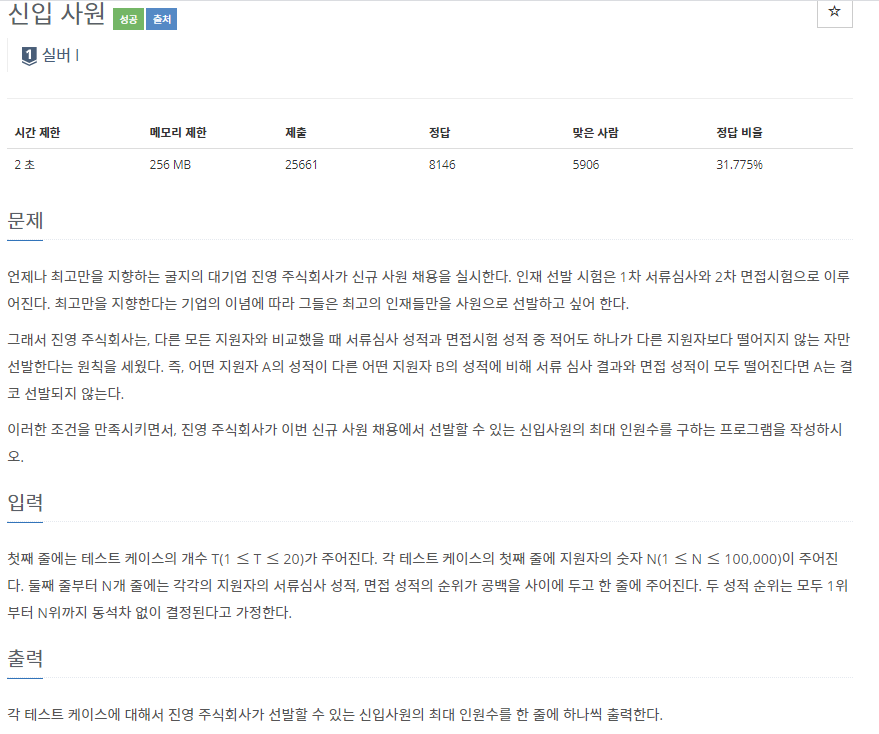 신입 사원 성공 출처
☆
1 실버 I
시간 제한 메모리 제한 제출 정답 맞은 사람 정답 비율
2 초 256 MB 25661 8146 5906 31.775%
문제
언제나 최고만을 지향하는 굴지의 대기업 진영 주식회사가 신규 사원 채용을 실시한다. 인재 선발 시험은 1차 서류심사와 2차 면접시험으로 이루
어진다. 최고만을 지향한다는 기업의 이념에 따라 그들은 최고의 인재들만을 사원으로 선발하고 싶어 한다.
그래서 진영 주식회사는, 다른 모든 지원자와 비교했을 때 서류심사 성적과 면접시험 성적 중 적어도 하나가 다른 지원자보다 떨어지지 않는 자만
선발한다는 원칙을 세웠다. 즉, 어떤 지원자 A의 성적이 다른 어떤 지원자 B의 성적에 비해 서류 심사 결과와 면접 성적이 모두 떨어진다면 A는 결
코 선발되지 않는다.
이러한 조건을 만족시키면서, 진영 주식회사가 이번 신규 사원 채용에서 선발할 수 있는 신입사원의 최대 인원수를 구하는 프로그램을 작성하시
오.
입력
첫째 줄에는 테스트 케이스의 개수 T(1 ≤ T ≤ 20)가 주어진다. 각 테스트 케이스의 첫째 줄에 지원자의 숫자 N(1 ≤ N ≤ 100,000)이 주어진
다. 둘째 줄부터 N개 줄에는 각각의 지원자의 서류심사 성적, 면접 성적의 순위가 공백을 사이에 두고 한 줄에 주어진다. 두 성적 순위는 모두 1위
부터 N위까지 동석차 없이 결정된다고 가정한다.
출력
각 테스트 케이스에 대해서 진영 주식회사가 선발할 수 있는 신입사원의 최대 인원수를 한 줄에 하나씩 출력한다.